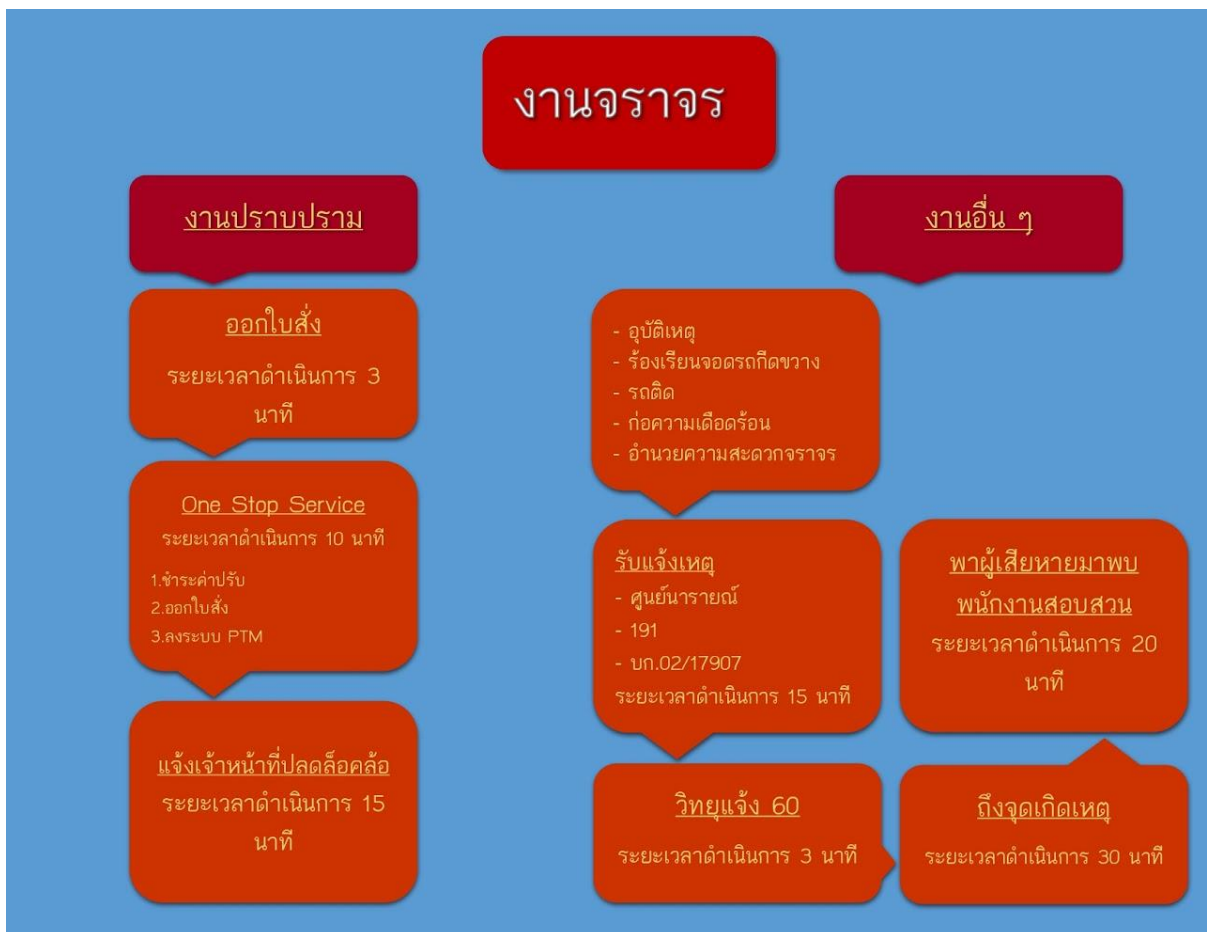 งานจราจร
งานปราบปราม
ออกใบสั่ง
ระยะเวลาดำเนินการ 3
นาที
One Stop Service
ระยะเวลาดำเนินการ 10 นาที
1.ชำระค่าปรับ
2.ออกใบสั่ง
3.ลงระบบ PTM
แจ้งเจ้าหน้าที่ปลดล็อคล้อ
ระยะเวลาดำเนินการ 15
นาที
งานอื่น ๆ
- อุบัติเหตุ
- ร้องเรียนจอดรถกีดขวาง
- รถติด
- ก่อความเดือดร้อน
- อำนวยความสะดวกจราจร
รับแจ้งเหตุ
- ศูนย์นารายณ์
- 191
- บก.02/17907
ระยะเวลาดำเนินการ 15 นาที
วิทยุแจ้ง 60
ระยะเวลาดำเนินการ 3 นาที
ถึงจุดเกิดเหตุ
ระยะเวลาดำเนินการ 30 นาที
พาผู้เสียหายมาพบ
พนักงานสอบสวน
ระยะเวลาดำเนินการ 20
นาที